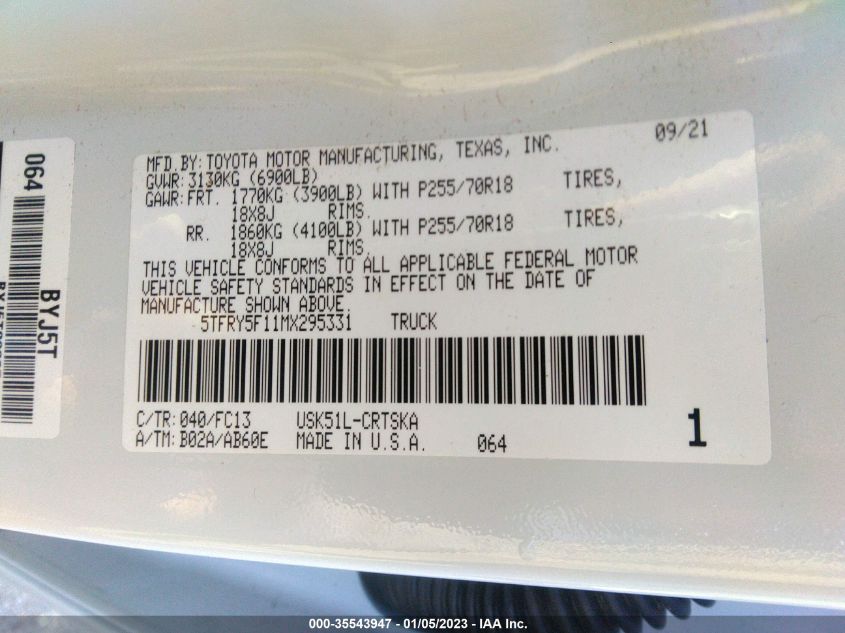 09/21
MFD BY: TOYOTA MOTOR MANUFACTURING, TEXAS, INC.
GVWR: 3130KG (6900LB)
GAWR: FRT. 1770KG (3900LB) WITH P255/70R18 TIRES,
18X8J RIMS.
RR. 1860KG (4100LB) WITH P255/70R18 TIRES,
18X8J RIMS.
THIS VEHICLE CONFORMS TO ALL APPLICABLE FEDERAL MOTOR
VEHICLE SAFETY STANDARDS IN EFFECT ON THE DATE OF
MANUFACTURE SHOWN ABOVE.
5TFRY5F11MX295331 TRUCK
C/TR: 040/FC13 USK51L-CRTSKA
A/TM: B02A/AB60E MADE IN U.S.A. 064
1
064
BYJ5T
000-35543947 - 01/05/2023 - IAA Inc.